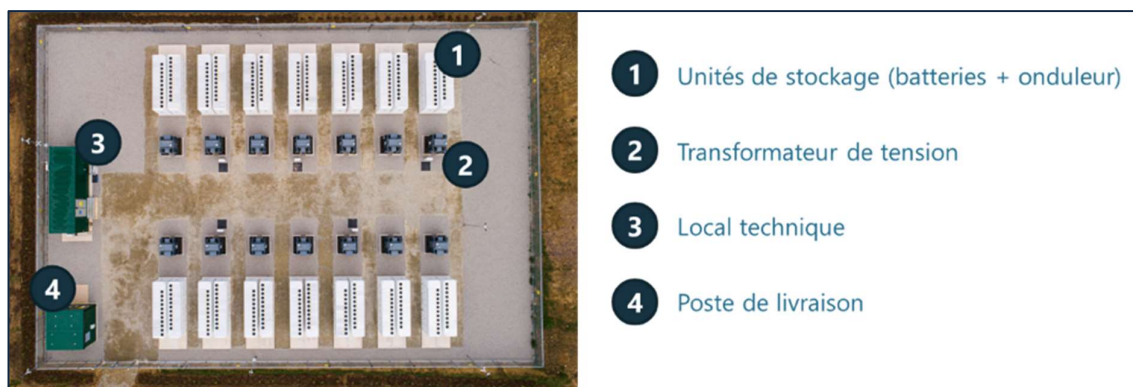 1 Unités de stockage (batteries + onduleur)
2 Transformateur de tension
3 Local technique
4 Poste de livraison
1
2
3
4